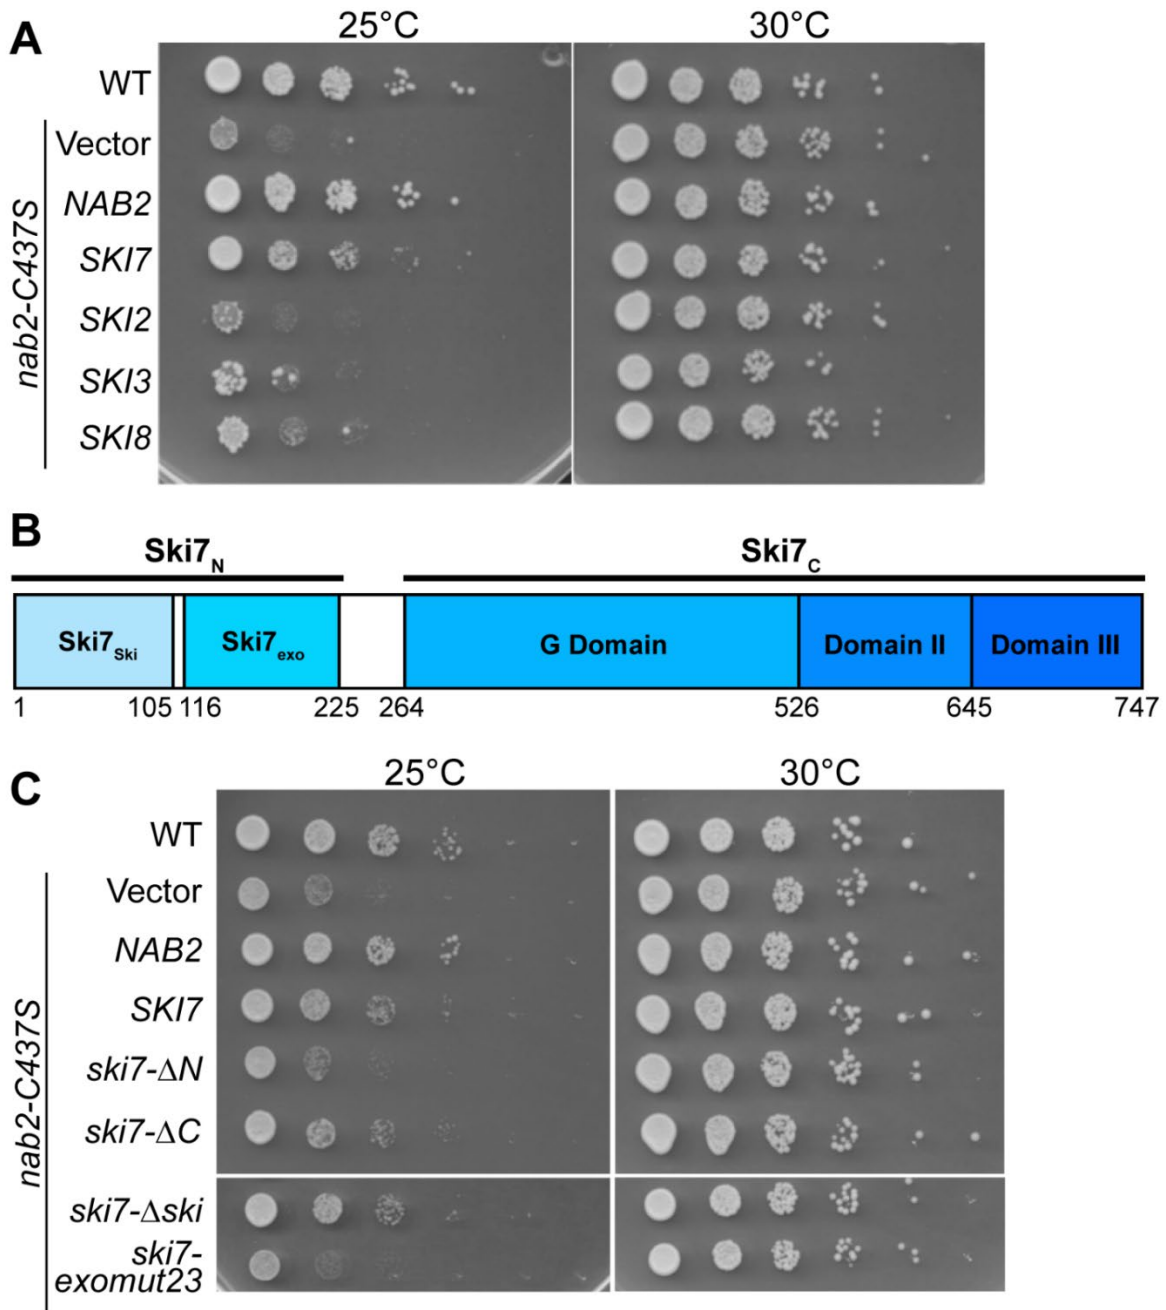 A
25°C 30°C
WT
Vector
NAB2
SKI7
SKI2
SKI3
SKI8
nab2-C437S
B
Ski7N Ski7C
Ski7Ski Ski7exo G Domain Domain II Domain III
1 105 116 225 264 526 645 747
C
25°C 30°C
WT
Vector
NAB2
SKI7
ski7-ΔN
ski7-ΔC
ski7-Δski
ski7-
exomut23
nab2-C437S